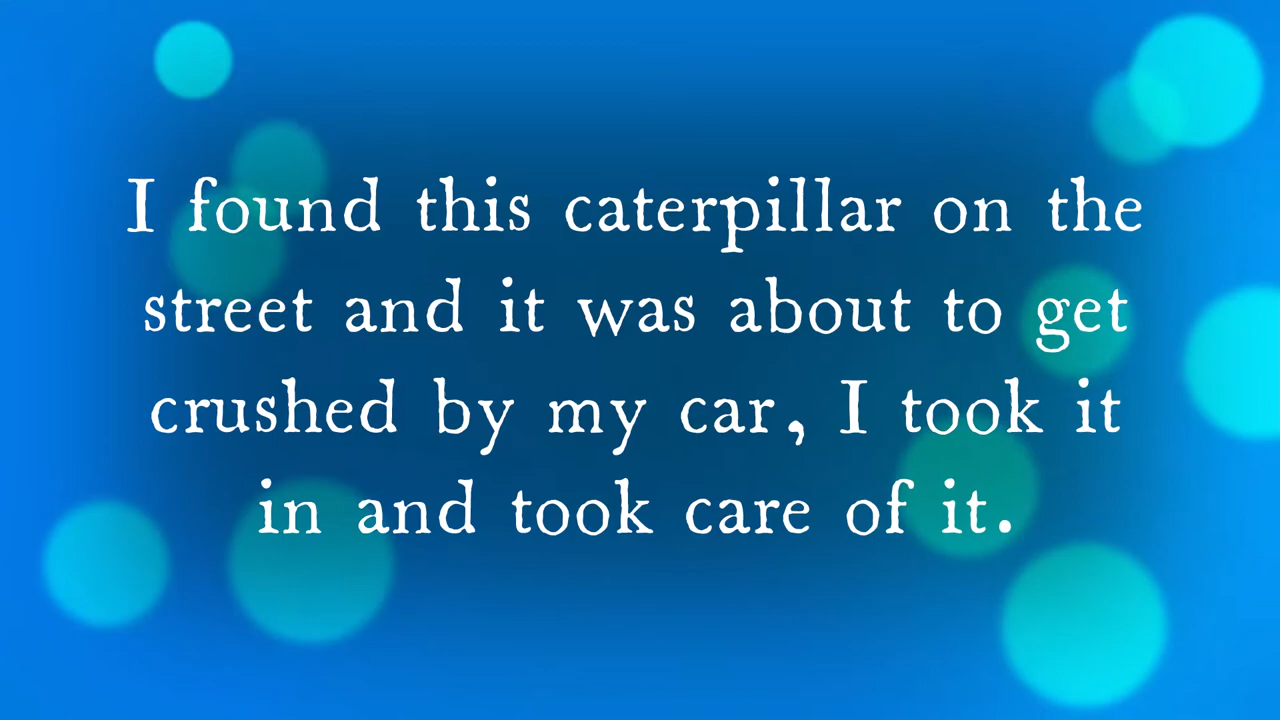 I found this caterpillar on the
street and it was about to get
crushed by my car, I took it
in and took care of it.